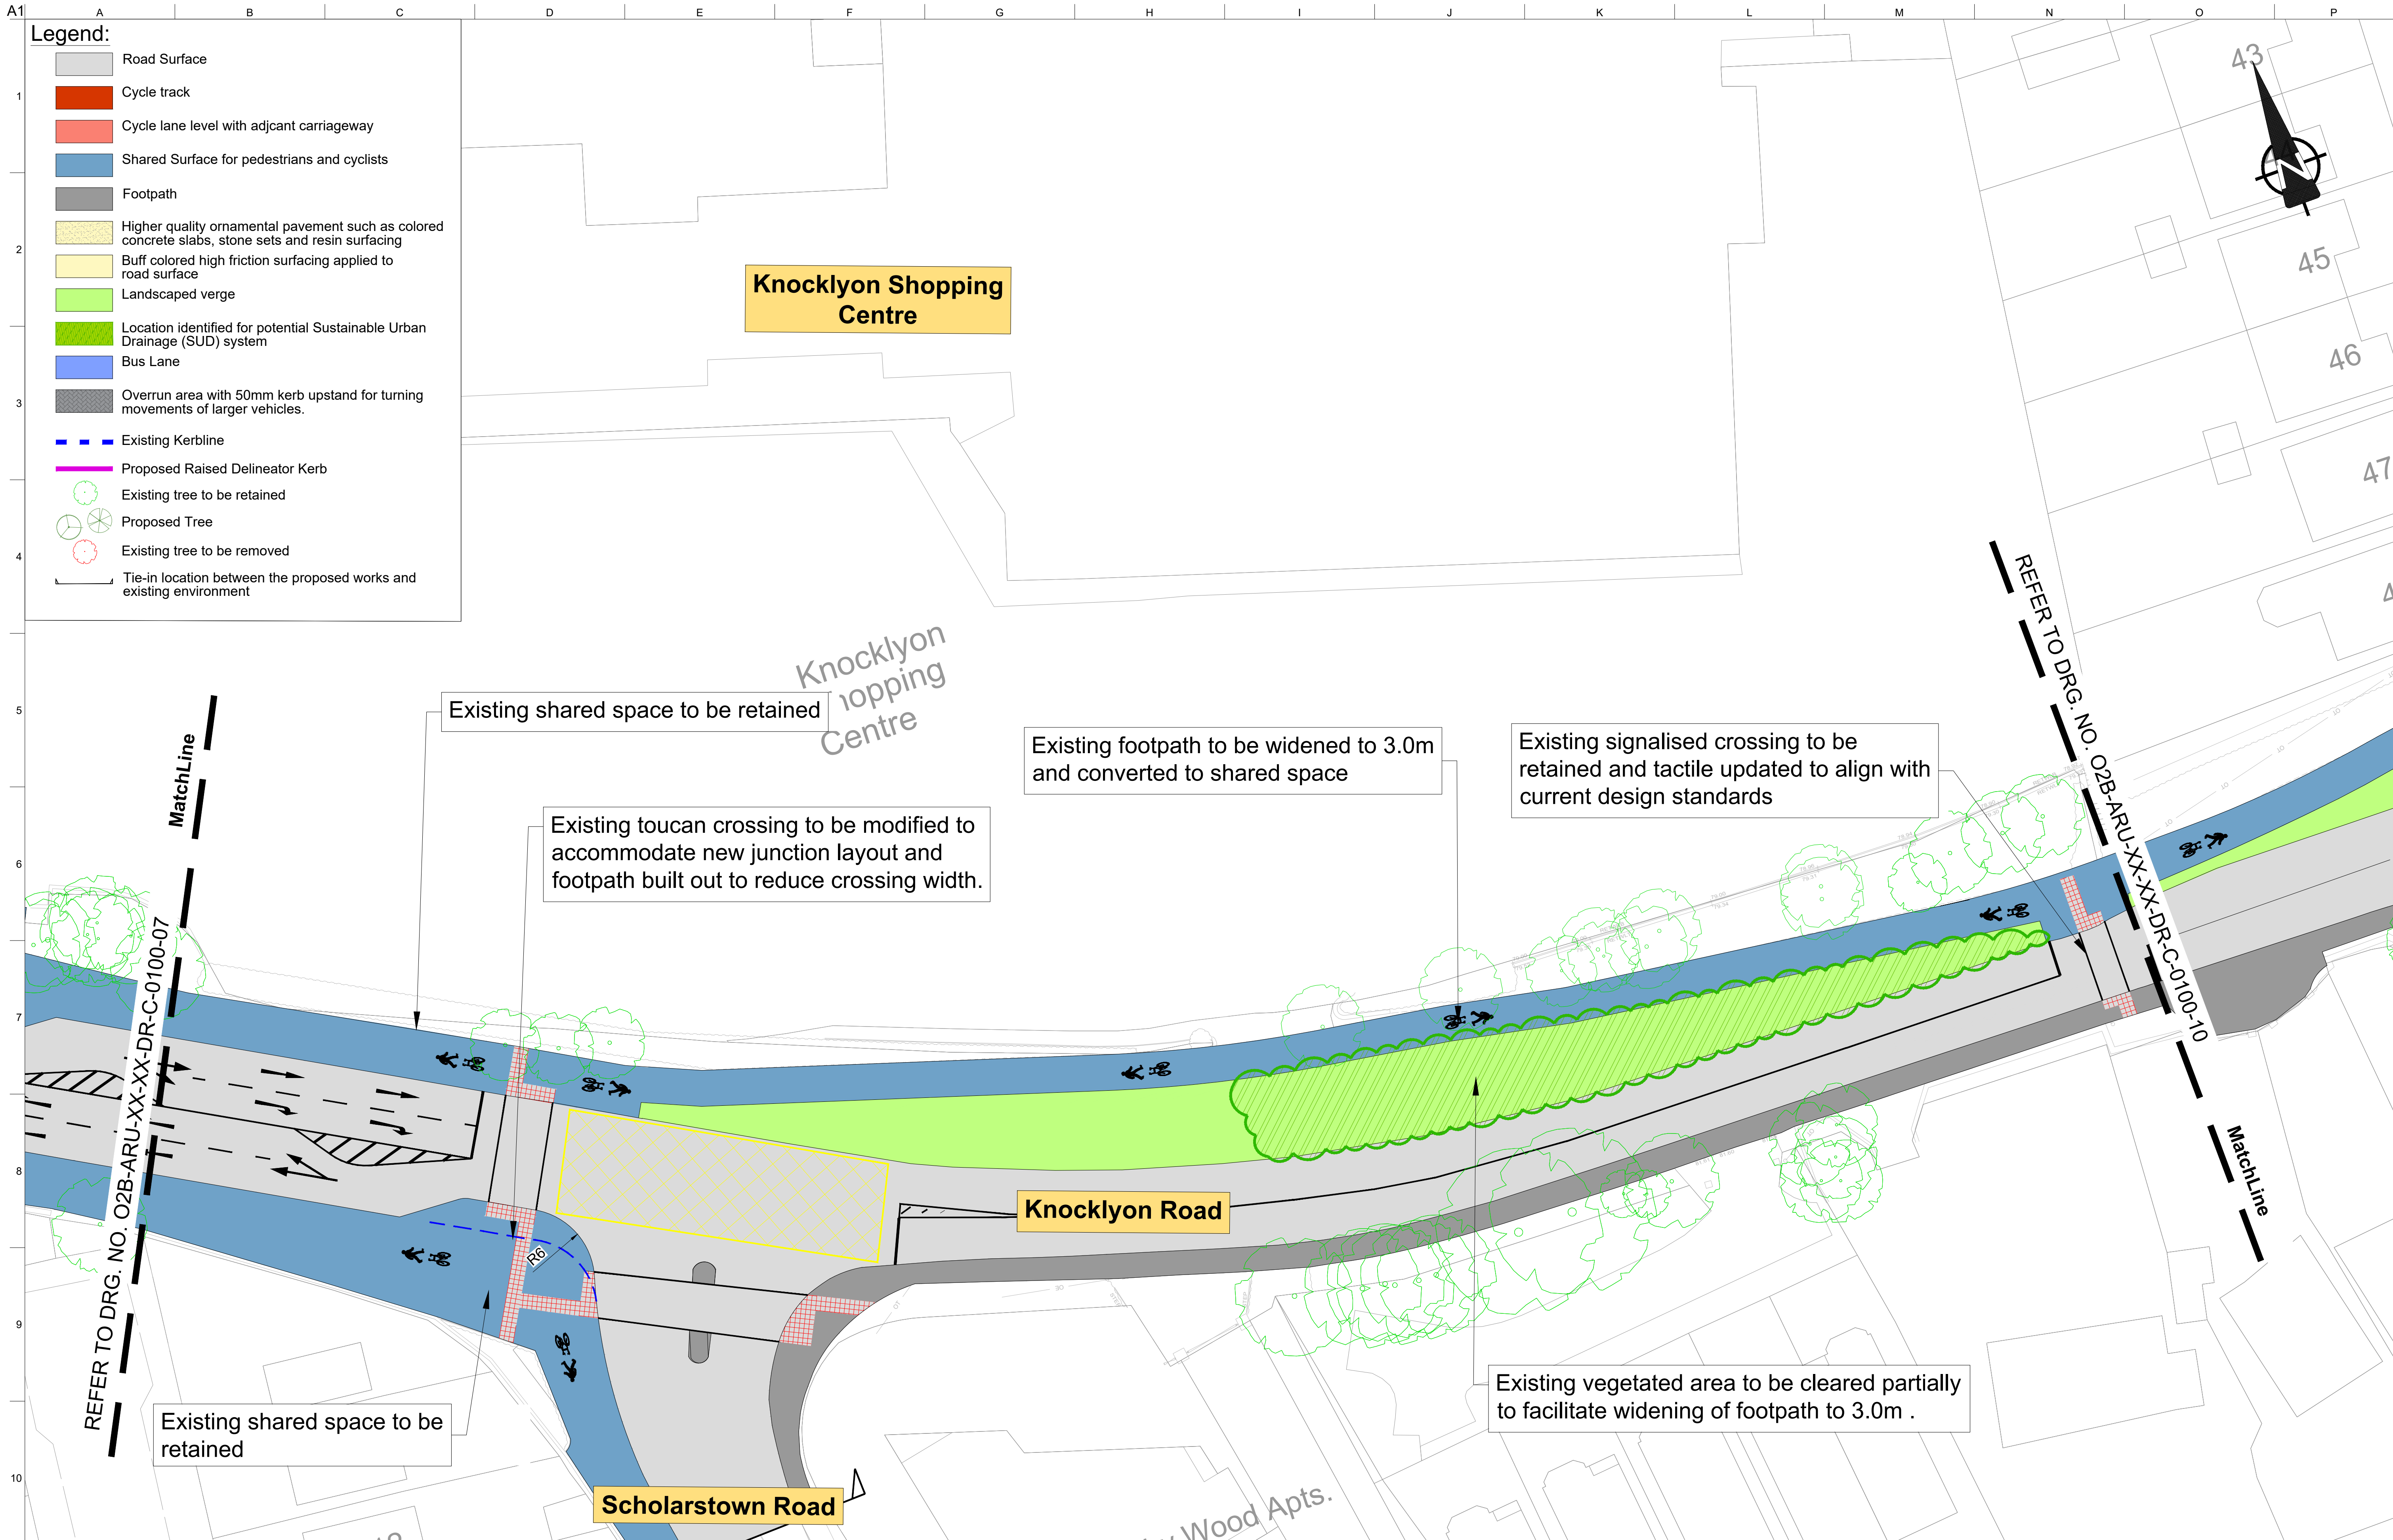 A1
A B C D E F G H I J K L M N O P
1
2
3
4
5
6
7
8
9
10
Legend:
Road Surface
Cycle track
Cycle lane level with adjcant carriageway
Shared Surface for pedestrians and cyclists
Footpath
Higher quality ornamental pavement such as colored
concrete slabs, stone sets and resin surfacing
Buff colored high friction surfacing applied to
road surface
Landscaped verge
Location identified for potential Sustainable Urban
Drainage (SUD) system
Bus Lane
Overrun area with 50mm kerb upstand for turning
movements of larger vehicles.
Existing Kerbline
Proposed Raised Delineator Kerb
Existing tree to be retained
Proposed Tree
Existing tree to be removed
Tie-in location between the proposed works and
existing environment
Knocklyon Shopping
Centre
43
N
45
46
47
4
Knocklyon
hopping
Centre
Existing shared space to be retained
Existing toucan crossing to be modified to
accommodate new junction layout and
footpath built out to reduce crossing width.
Existing footpath to be widened to 3.0m
and converted to shared space
Existing signalised crossing to be
retained and tactile updated to align with
current design standards
MatchLine
REFER TO DRG. NO. O2B-ARU-XX-XX-DR-C-0100-07
REFER TO DRG. NO. O2B-ARU-XX-XX-DR-C-0100-10
MatchLine
R6
Knocklyon Road
Existing shared space to be
retained
Existing vegetated area to be cleared partially
to facilitate widening of footpath to 3.0m .
Scholarstown Road
Wood Apts.